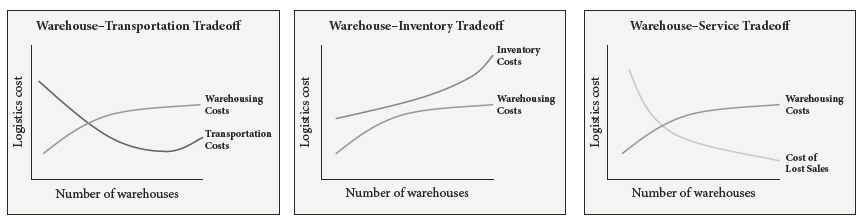 Warehouse–Transportation Tradeoff
Logistics cost
Warehousing
Costs
Transportation
Costs
Number of warehouses
Warehouse–Inventory Tradeoff
Logistics cost
Inventory
Costs
Warehousing
Costs
Number of warehouses
Warehouse–Service Tradeoff
Logistics cost
Warehousing
Costs
Cost of
Lost Sales
Number of warehouses